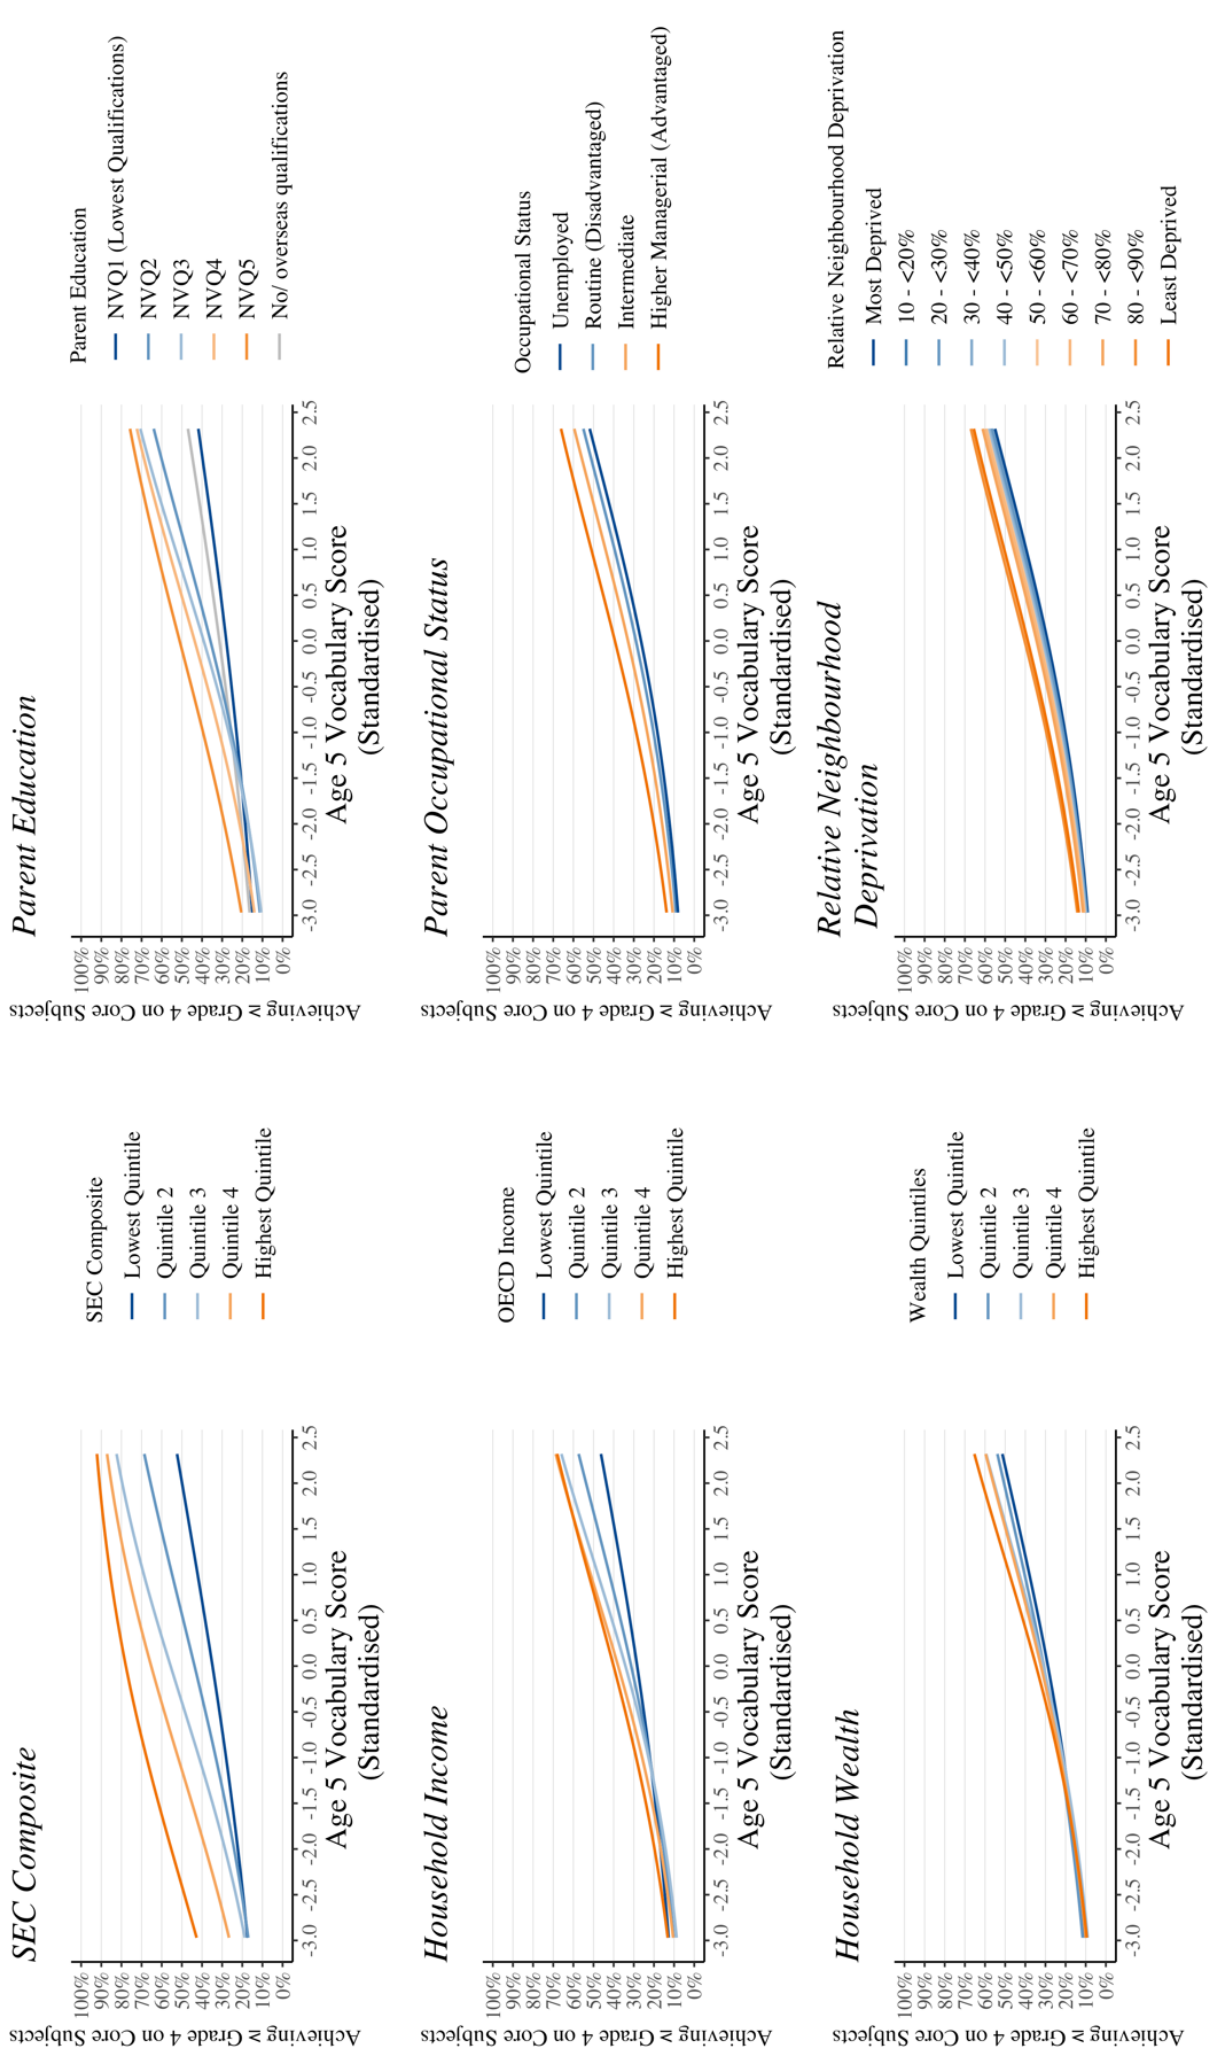 SEC Composite
Achieving ≥ Grade 4 on Core Subjects
100%
90%
80%
70%
60%
50%
40%
30%
20%
10%
0%
-3.0 -2.5 -2.0 -1.5 -1.0 -0.5 0.0 0.5 1.0 1.5 2.0 2.5
Age 5 Vocabulary Score
(Standardised)
SEC Composite
Lowest Quintile
Quintile 2
Quintile 3
Quintile 4
Highest Quintile
Parent Education
Achieving ≥ Grade 4 on Core Subjects
100%
90%
80%
70%
60%
50%
40%
30%
20%
10%
0%
-3.0 -2.5 -2.0 -1.5 -1.0 -0.5 0.0 0.5 1.0 1.5 2.0 2.5
Age 5 Vocabulary Score
(Standardised)
Parent Education
NVQ1 (Lowest Qualifications)
NVQ2
NVQ3
NVQ4
NVQ5
No/ overseas qualifications
Household Income
Achieving ≥ Grade 4 on Core Subjects
100%
90%
80%
70%
60%
50%
40%
30%
20%
10%
0%
-3.0 -2.5 -2.0 -1.5 -1.0 -0.5 0.0 0.5 1.0 1.5 2.0 2.5
Age 5 Vocabulary Score
(Standardised)
OECD Income
Lowest Quintile
Quintile 2
Quintile 3
Quintile 4
Highest Quintile
Parent Occupational Status
Achieving ≥ Grade 4 on Core Subjects
100%
90%
80%
70%
60%
50%
40%
30%
20%
10%
0%
-3.0 -2.5 -2.0 -1.5 -1.0 -0.5 0.0 0.5 1.0 1.5 2.0 2.5
Age 5 Vocabulary Score
(Standardised)
Occupational Status
Unemployed
Routine (Disadvantaged)
Intermediate
Higher Managerial (Advantaged)
Household Wealth
Achieving ≥ Grade 4 on Core Subjects
100%
90%
80%
70%
60%
50%
40%
30%
20%
10%
0%
-3.0 -2.5 -2.0 -1.5 -1.0 -0.5 0.0 0.5 1.0 1.5 2.0 2.5
Age 5 Vocabulary Score
(Standardised)
Wealth Quintiles
Lowest Quintile
Quintile 2
Quintile 3
Quintile 4
Highest Quintile
Relative Neighbourhood
Deprivation
Achieving ≥ Grade 4 on Core Subjects
100%
90%
80%
70%
60%
50%
40%
30%
20%
10%
0%
-3.0 -2.5 -2.0 -1.5 -1.0 -0.5 0.0 0.5 1.0 1.5 2.0 2.5
Age 5 Vocabulary Score
(Standardised)
Relative Neighbourhood Deprivation
Most Deprived
10 - <20%
20 - <30%
30 - <40%
40 - <50%
50 - <60%
60 - <70%
70 - <80%
80 - <90%
Least Deprived